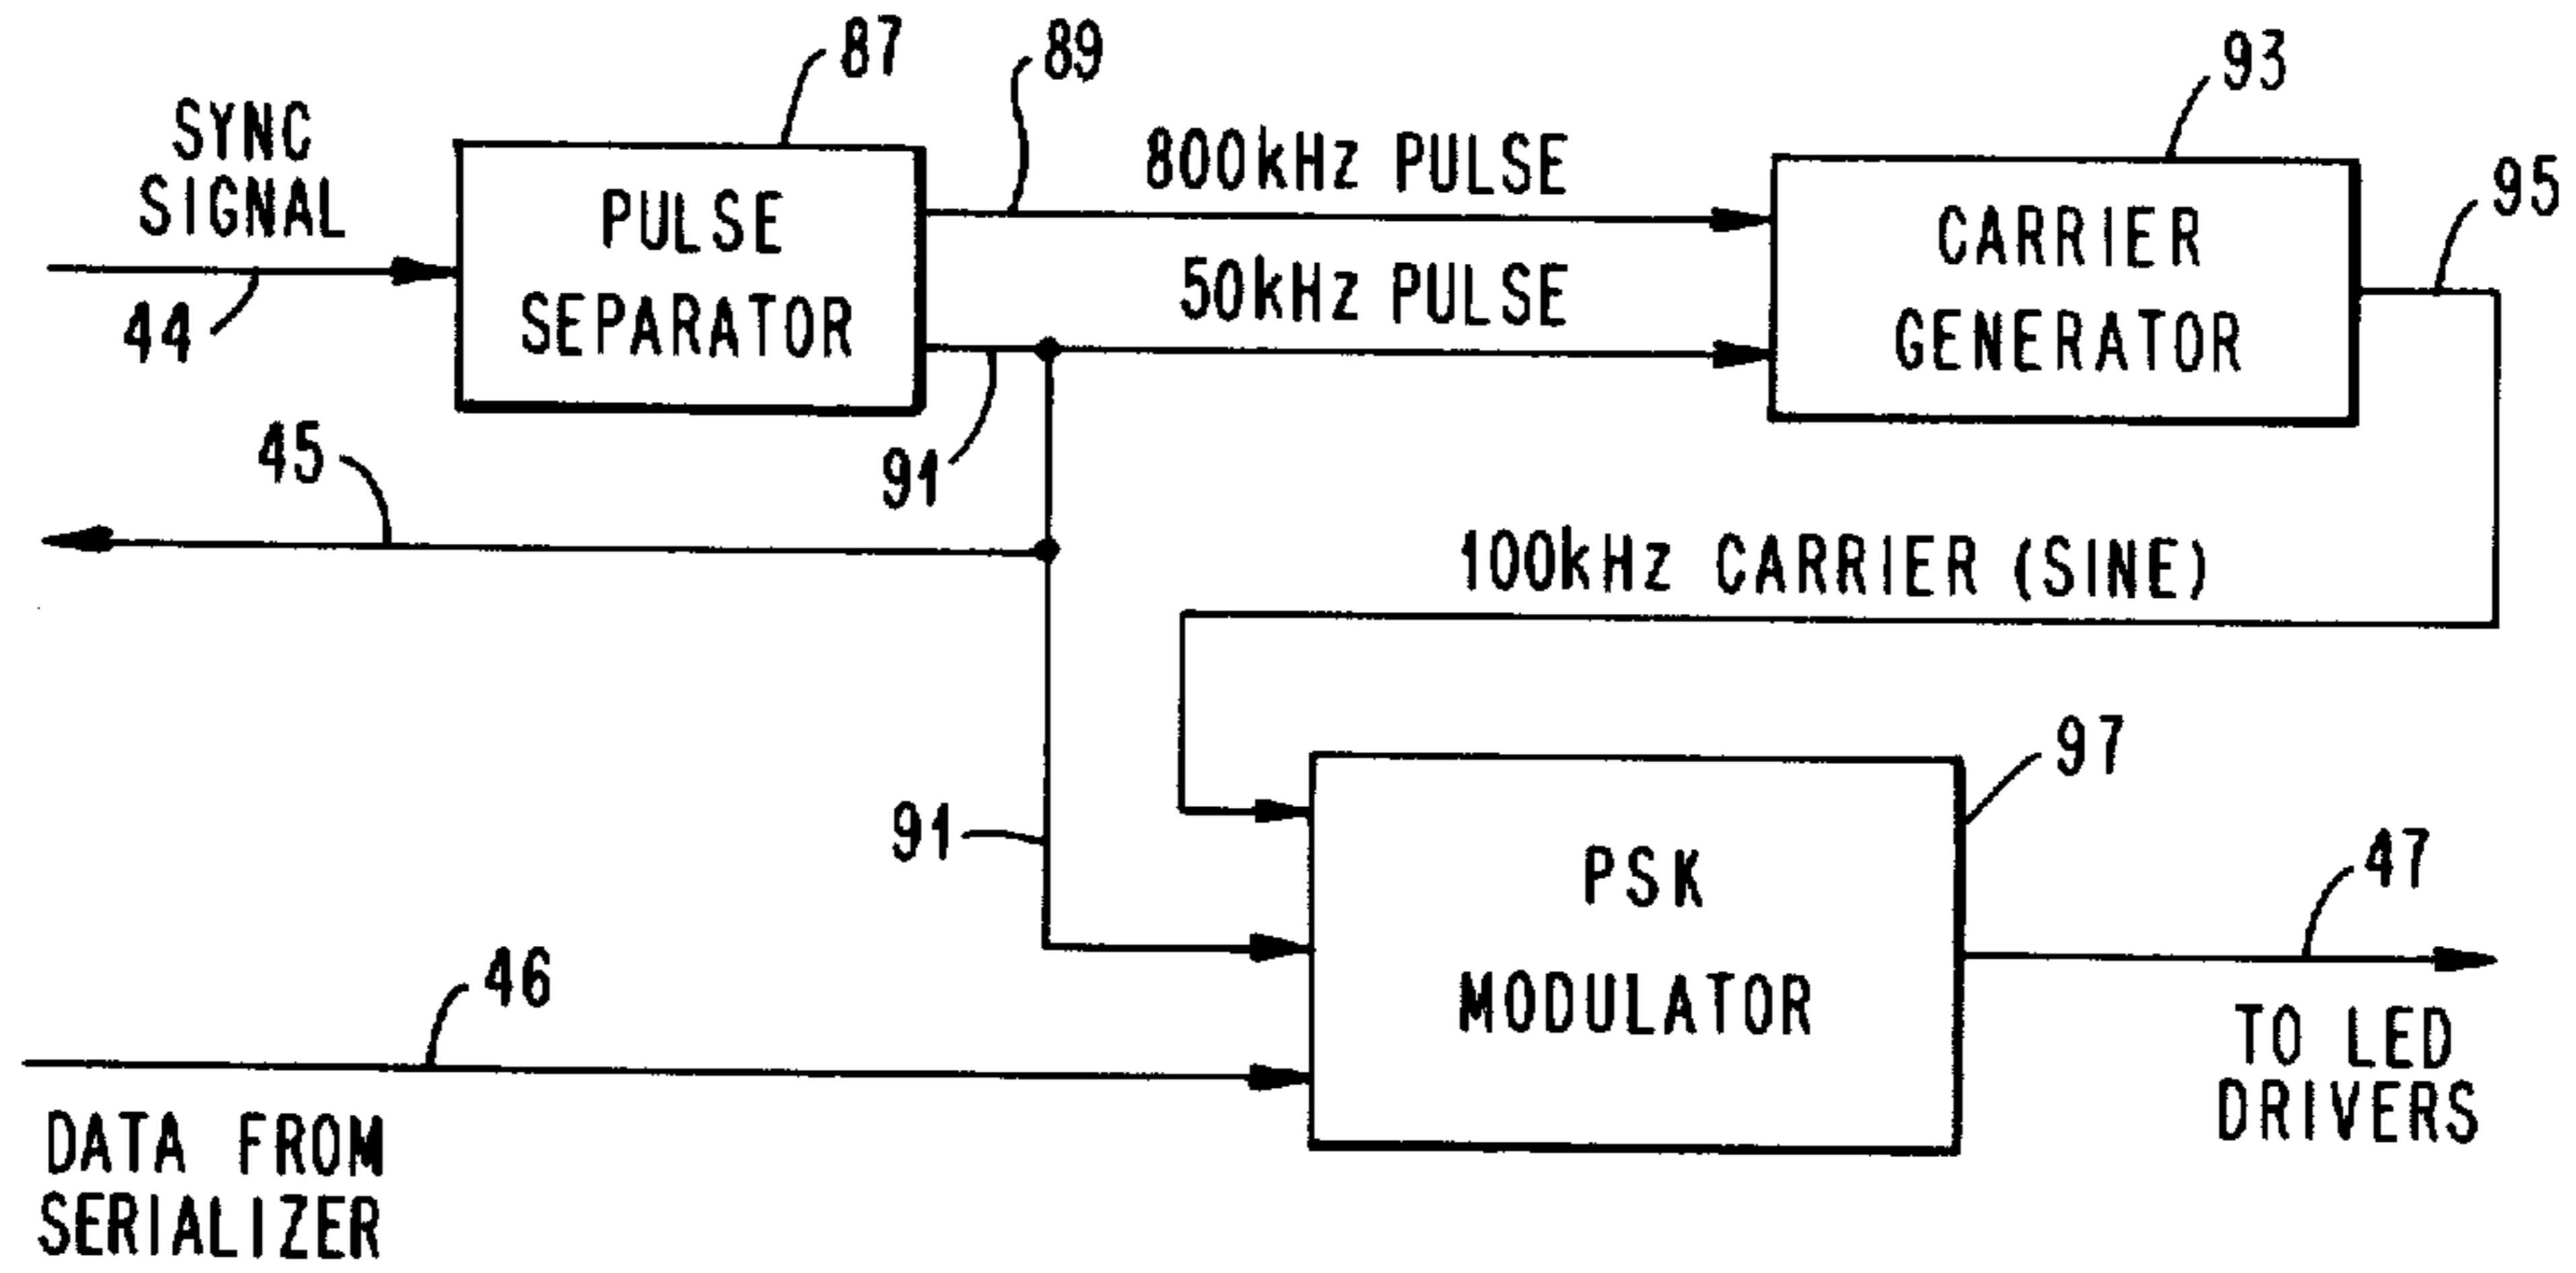 87
89
93
SYNC
SIGNAL
800kHz PULSE
95
PULSE
SEPARATOR
CARRIER
GENERATOR
50kHz PULSE
44
45
91
100kHz CARRIER (SINE)
97
91
PSK
MODULATOR
47
46
TO LED
DRIVERS
DATA FROM
SERIALIZER